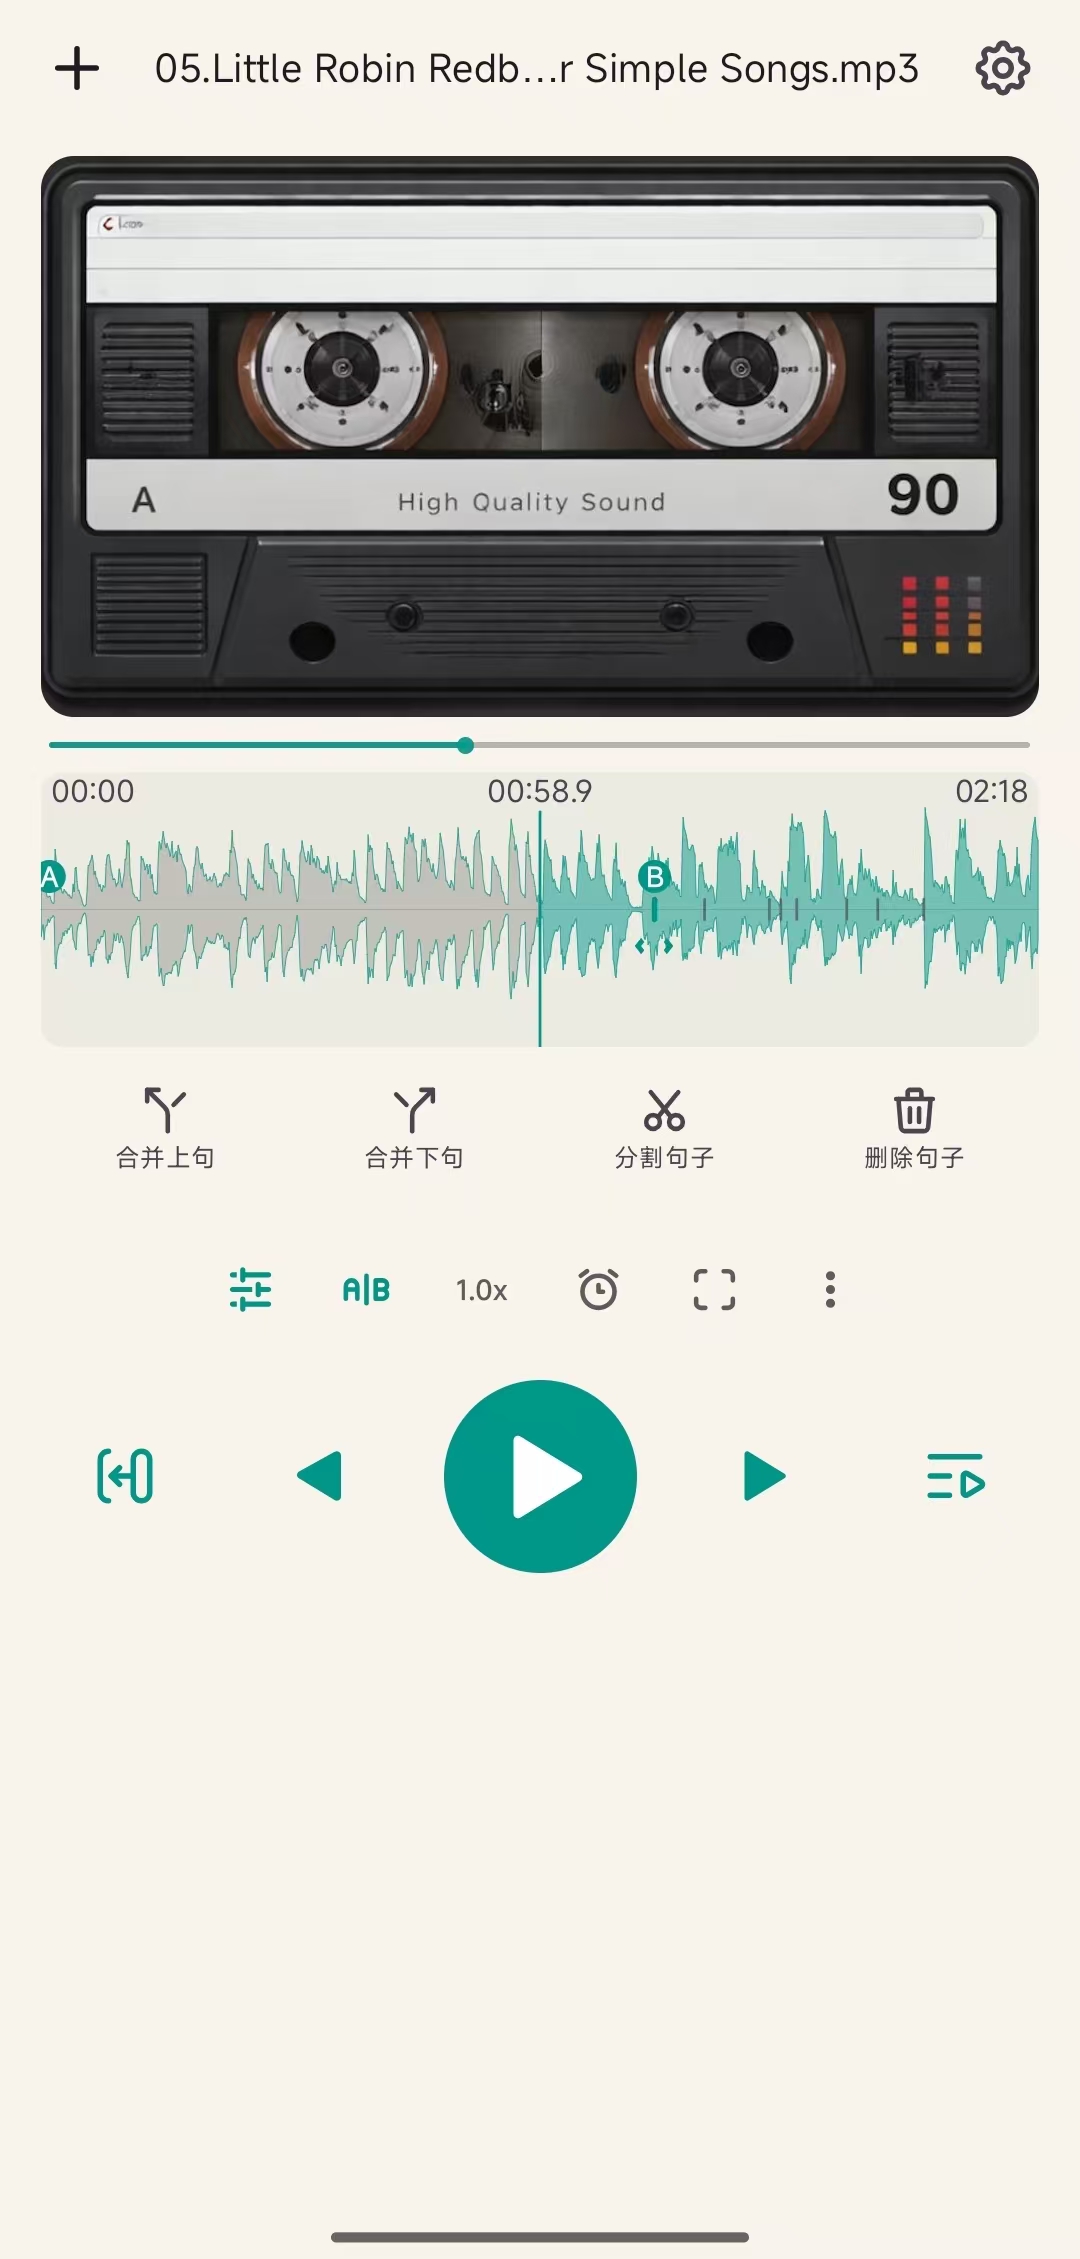 05.Little Robin Redb...r Simple Songs.mp3
A High Quality Sound 90
00:00 00:58.9 02:18
A B
合并上句 合并下句 分割句子 删除句子
A|B 1.0x